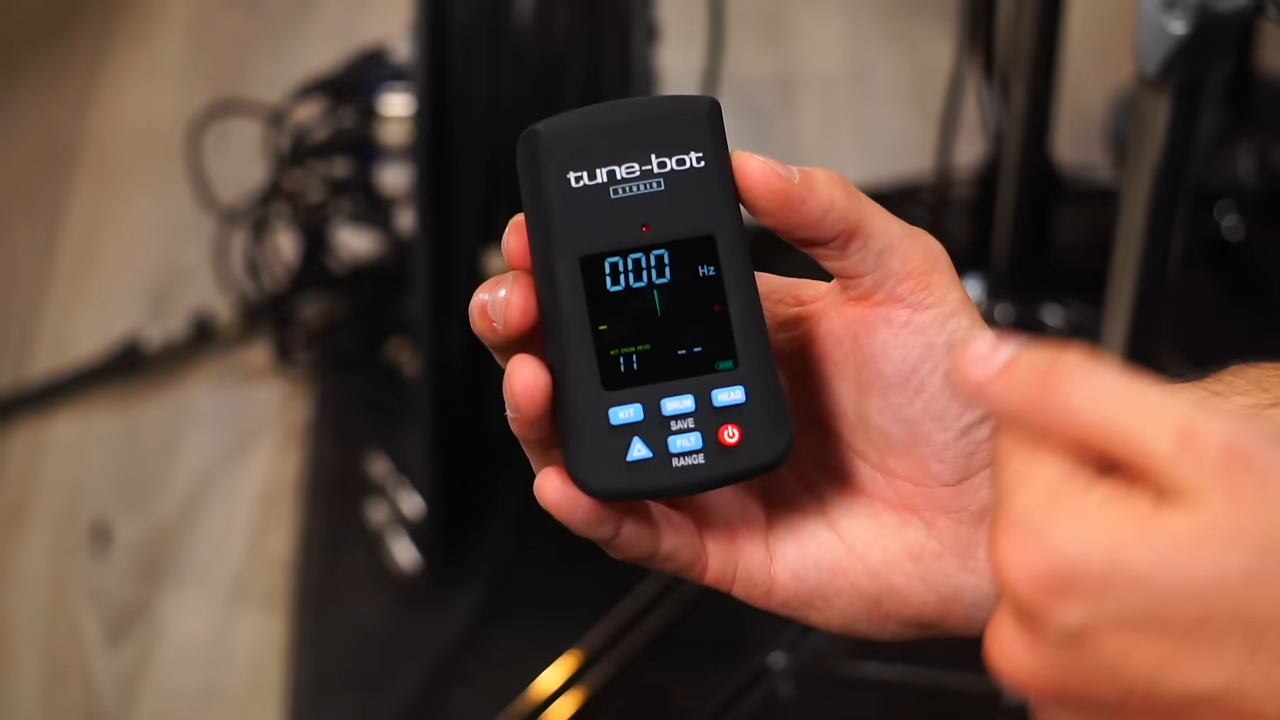 tune-bot
STUDIO
000 Hz
KIT DRUM HEAD
11 --
KIT DRUM HEAD
SAVE
FILT
RANGE